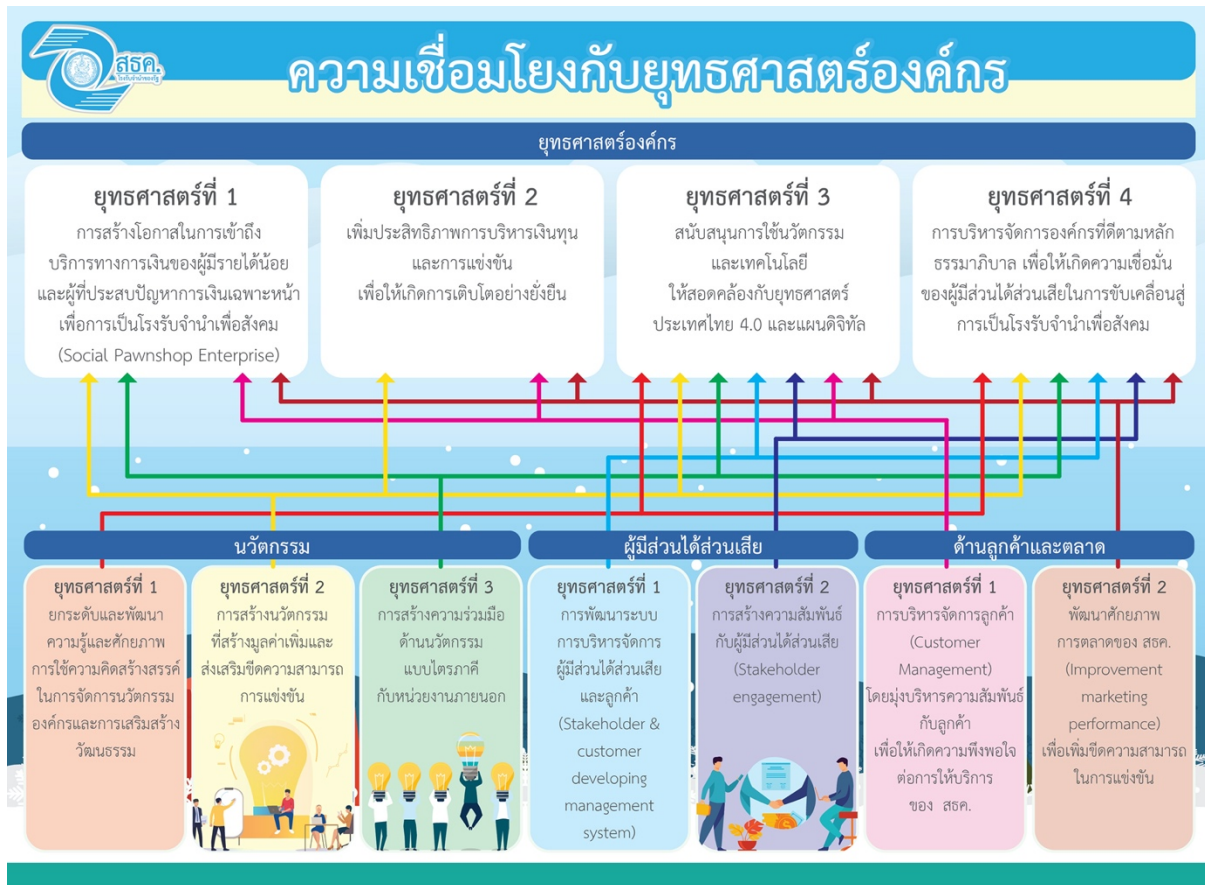 สธค.
โรงรับจำนำของรัฐ
ความเชื่อมโยงกับยุทธศาสตร์องค์กร
ยุทธศาสตร์องค์กร
ยุทธศาสตร์ที่ 1
การสร้างโอกาสในการเข้าถึง
บริการทางการเงินของผู้มีรายได้น้อย
และผู้ที่ประสบปัญหาการเงินเฉพาะหน้า
เพื่อการเป็นโรงรับจำนำเพื่อสังคม
(Social Pawnshop Enterprise)
ยุทธศาสตร์ที่ 2
เพิ่มประสิทธิภาพการบริหารเงินทุน
และการแข่งขัน
เพื่อให้เกิดการเติบโตอย่างยั่งยืน
ยุทธศาสตร์ที่ 3
สนับสนุนการใช้นวัตกรรม
และเทคโนโลยี
ให้สอดคล้องกับยุทธศาสตร์
ประเทศไทย 4.0 และแผนดิจิทัล
ยุทธศาสตร์ที่ 4
การบริหารจัดการองค์กรที่ดีตามหลัก
ธรรมาภิบาล เพื่อให้เกิดความเชื่อมั่น
ของผู้มีส่วนได้ส่วนเสียในการขับเคลื่อนสู่
การเป็นโรงรับจำนำเพื่อสังคม
นวัตกรรม
ยุทธศาสตร์ที่ 1
ยกระดับและพัฒนา
ความรู้และศักยภาพ
การใช้ความคิดสร้างสรรค์
ในการจัดการนวัตกรรม
องค์กรและการเสริมสร้าง
วัฒนธรรม
ยุทธศาสตร์ที่ 2
การสร้างนวัตกรรม
ที่สร้างมูลค่าเพิ่มและ
ส่งเสริมขีดความสามารถ
การแข่งขัน
ยุทธศาสตร์ที่ 3
การสร้างความร่วมมือ
ด้านนวัตกรรม
แบบไตรภาคี
กับหน่วยงานภายนอก
ผู้มีส่วนได้ส่วนเสีย
ยุทธศาสตร์ที่ 1
การพัฒนาระบบ
การบริหารจัดการ
ผู้มีส่วนได้ส่วนเสีย
และลูกค้า
(Stakeholder &
customer
developing
management
system)
ยุทธศาสตร์ที่ 2
การสร้างความสัมพันธ์
กับผู้มีส่วนได้ส่วนเสีย
(Stakeholder
engagement)
ด้านลูกค้าและตลาด
ยุทธศาสตร์ที่ 1
การบริหารจัดการลูกค้า
(Customer
Management)
โดยมุ่งบริหารความสัมพันธ์
กับลูกค้า
เพื่อให้เกิดความพึงพอใจ
ต่อการให้บริการ
ของ สธค.
ยุทธศาสตร์ที่ 2
พัฒนาศักยภาพ
การตลาดของ สธค.
(Improvement
marketing
performance)
เพื่อเพิ่มขีดความสามารถ
ในการแข่งขัน